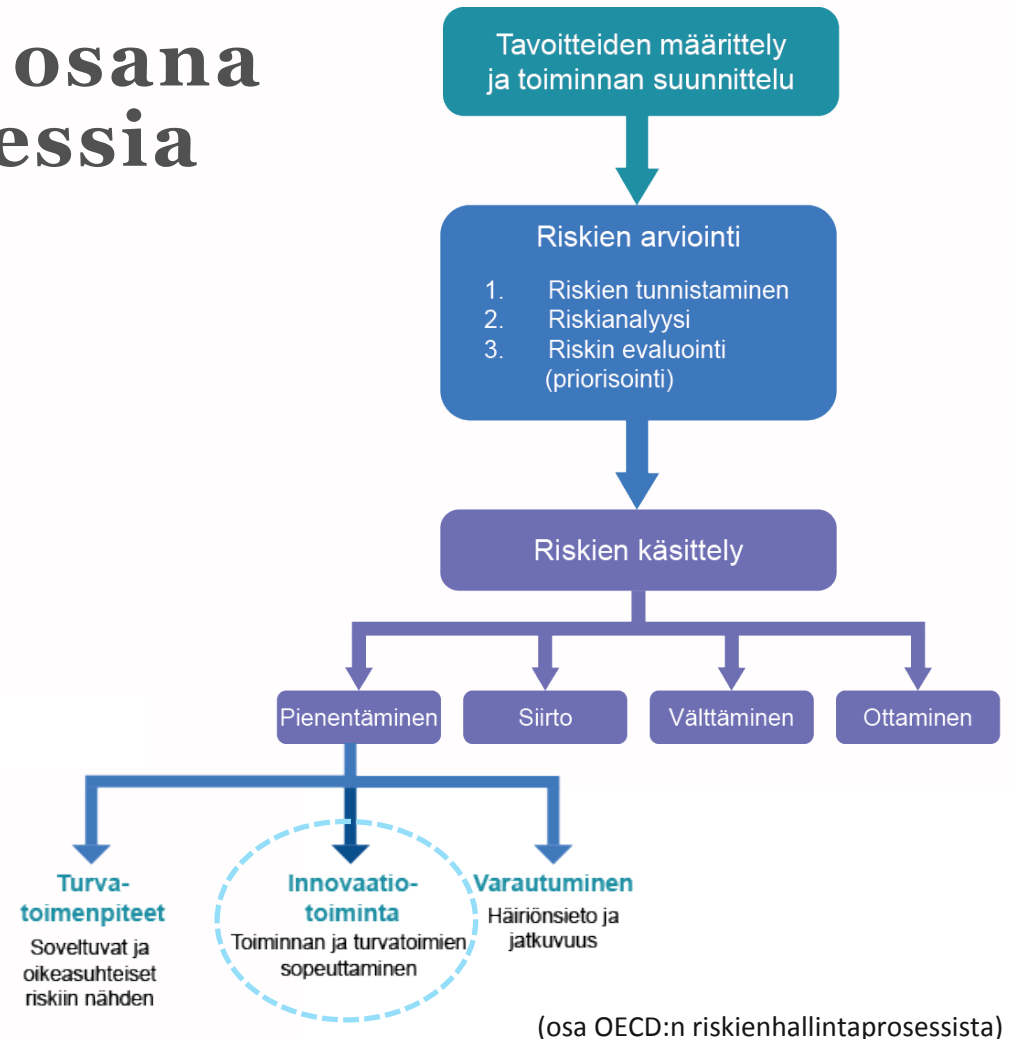 osana
essia
Tavoitteiden määrittely
ja toiminnan suunnittelu
Riskien arviointi
1. Riskien tunnistaminen
2. Riskianalyysi
3. Riskin evaluointi
(priorisointi)
Riskien käsittely
Pienentäminen
Siirto
Välttäminen
Ottaminen
Turva-
toimenpiteet
Soveltuvat ja
oikeasuhteiset
riskiin nähden
Innovaatio-
toiminta
Toiminnan ja turvatoimien
sopeuttaminen
Varautuminen
Häiriönsieto ja
jatkuvuus
(osa OECD:n riskienhallintaprosessista)